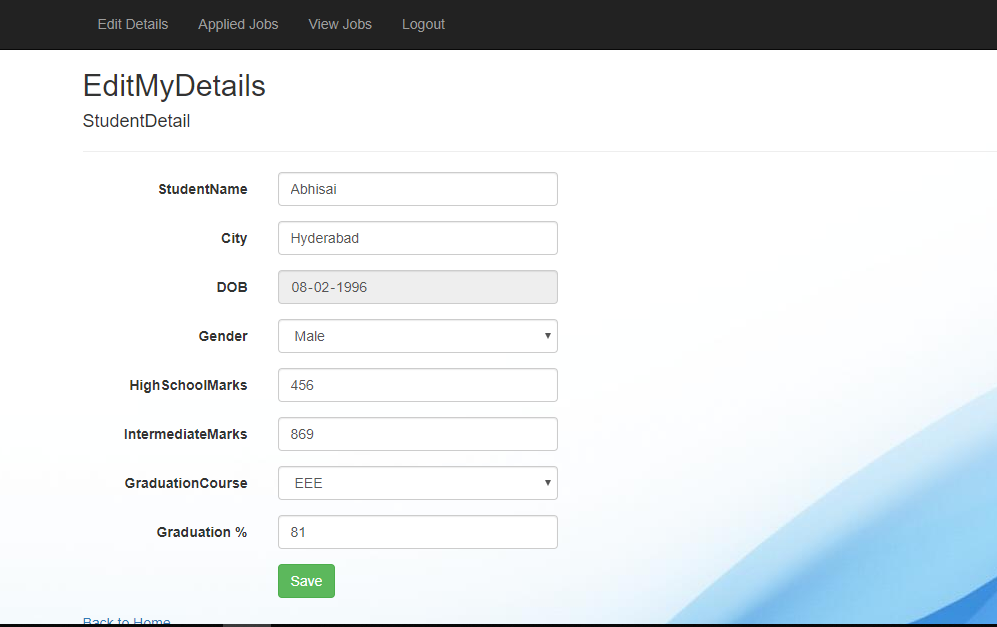 Edit Details Applied Jobs View Jobs Logout
EditMyDetails
StudentDetail
StudentName Abhisai
City Hyderabad
DOB 08-02-1996
Gender Male
HighSchoolMarks 456
IntermediateMarks 869
GraduationCourse EEE
Graduation % 81
Save
Back to Home